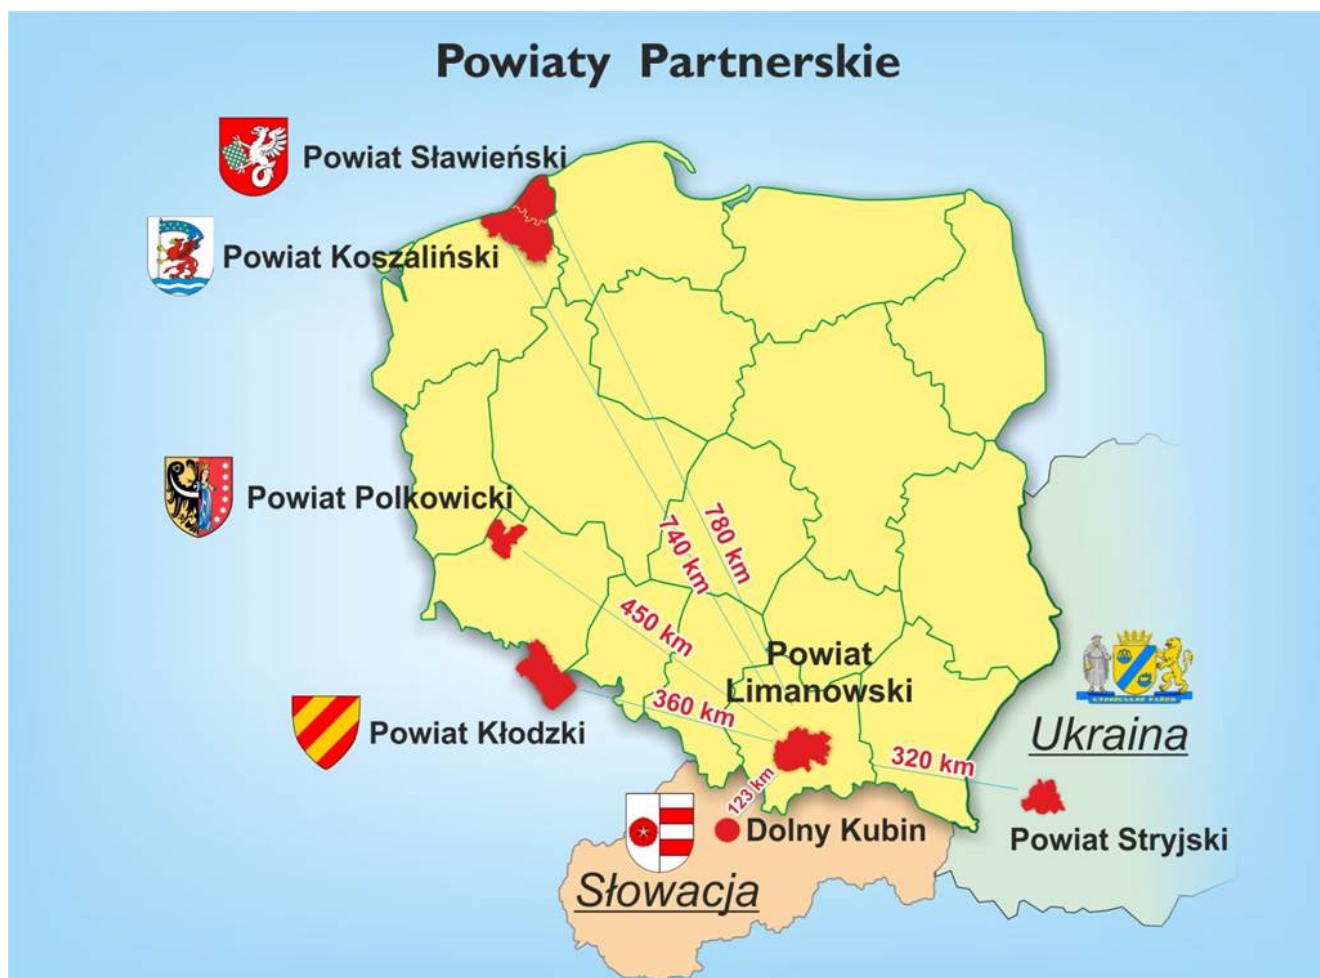 Powiaty Partnerskie
Powiat Sławieński
Powiat Koszaliński
Powiat Polkowicki
780 km
740 km
450 km
Powiat
Limanowski
360 km
Powiat Kłodzki
Ukraina
320 km
123 km
Dolny Kubin
Powiat Stryjski
Słowacja